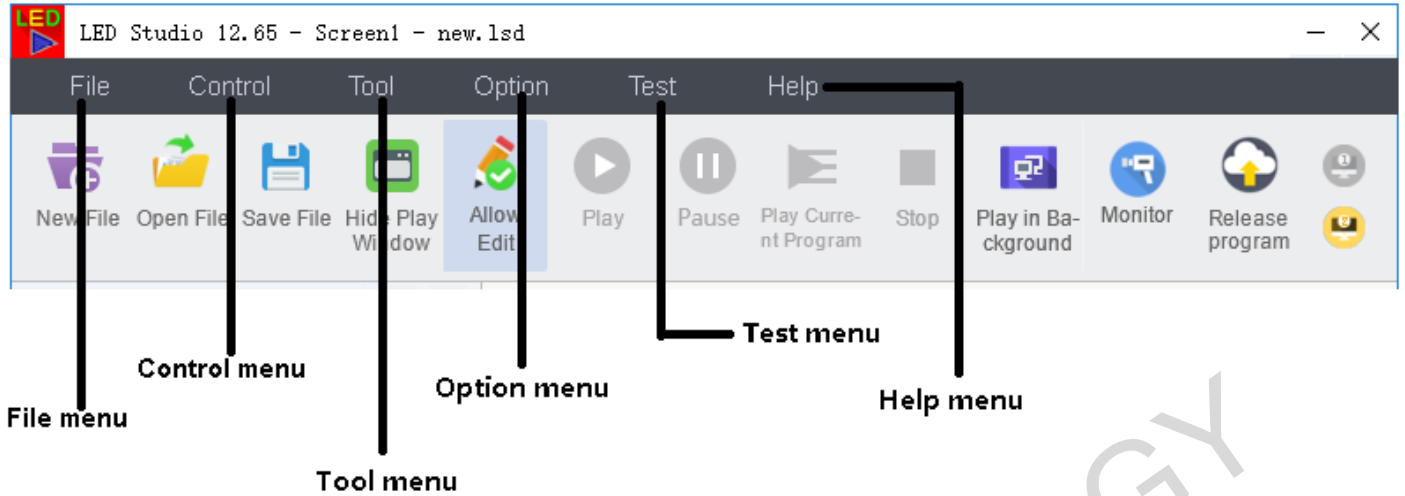 LED
LED Studio 12.65 - Screen1 - new.lsd
File Control Tool Option Test Help
New File Open File Save File Hide Play Window Allow Edit Play Pause Play Curre-
nt Program Stop Play in Ba-
ckground Monitor Release
program
Test menu
Control menu
Option menu
Help menu
File menu
Tool menu
GY